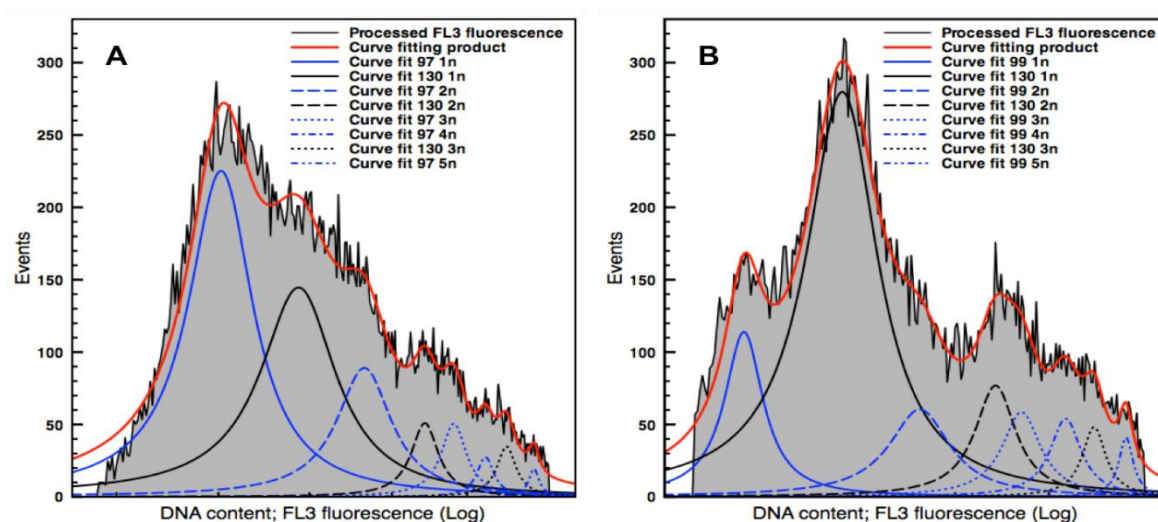 A
Processed FL3 fluorescence
Curve fitting product
Curve fit 97 1n
Curve fit 130 1n
Curve fit 97 2n
Curve fit 130 2n
Curve fit 97 3n
Curve fit 97 4n
Curve fit 130 3n
Curve fit 97 5n
300
250
200
150
100
50
0
Events
DNA content; FL3 fluorescence (Log)
B
Processed FL3 fluorescence
Curve fitting product
Curve fit 99 1n
Curve fit 130 1n
Curve fit 99 2n
Curve fit 130 2n
Curve fit 99 3n
Curve fit 99 4n
Curve fit 130 3n
Curve fit 99 5n
300
250
200
150
100
50
0
Events
DNA content; FL3 fluorescence (Log)